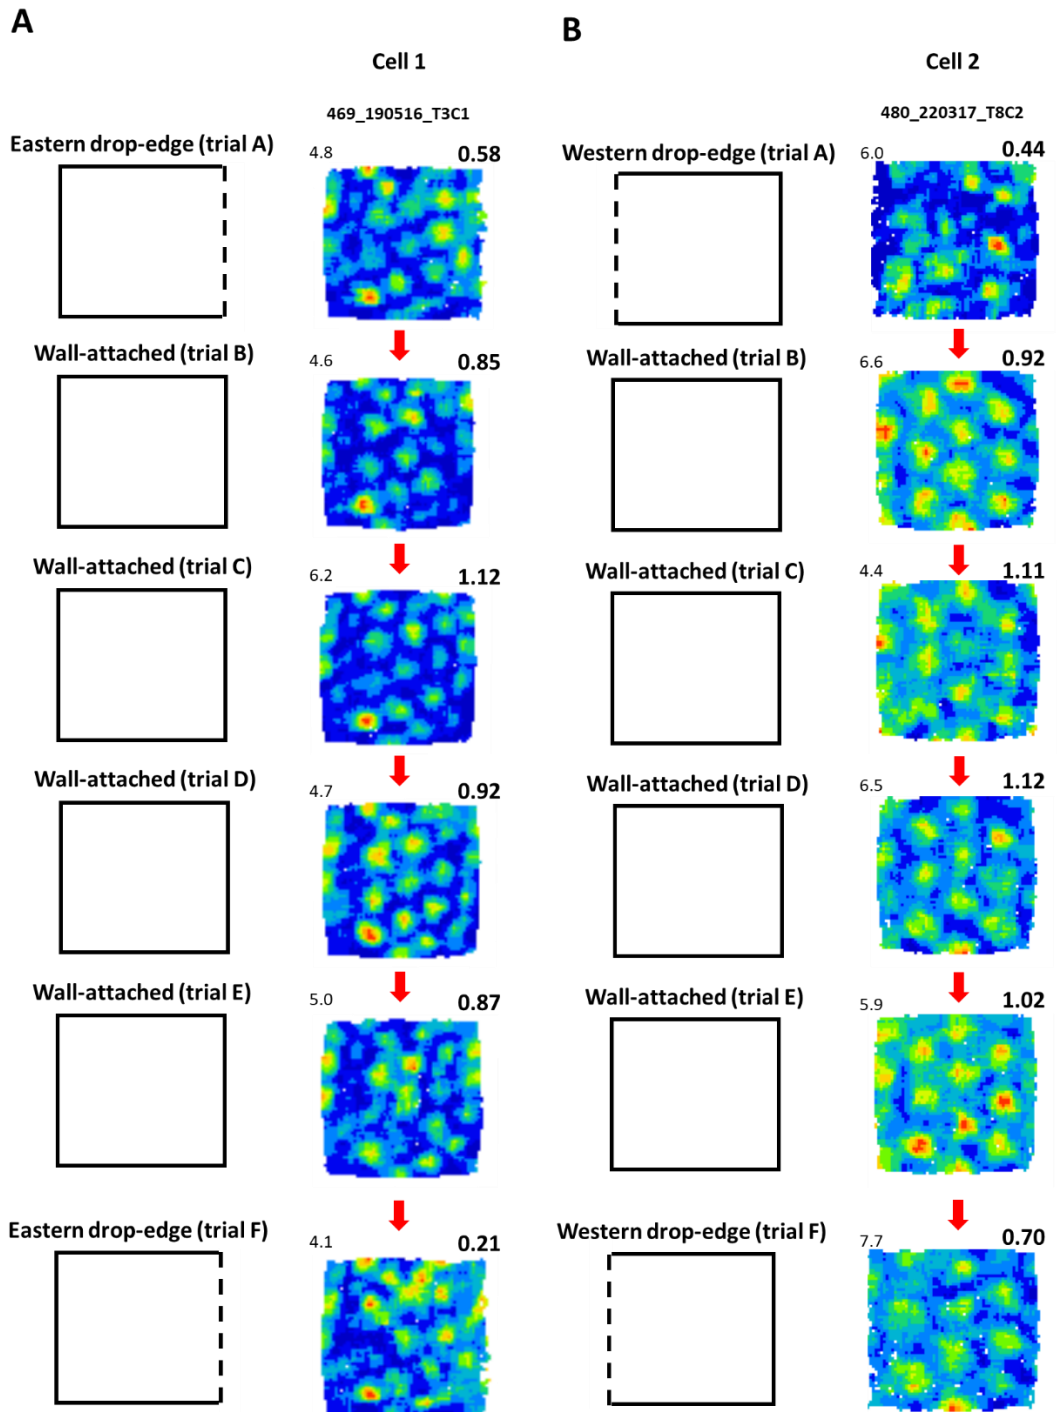 A
Cell 1
469_190516_T3C1
Eastern drop-edge (trial A)
4.8
0.58
Wall-attached (trial B)
4.6
0.85
Wall-attached (trial C)
6.2
1.12
Wall-attached (trial D)
4.7
0.92
Wall-attached (trial E)
5.0
0.87
Eastern drop-edge (trial F)
4.1
0.21
B
Cell 2
480_220317_T8C2
Western drop-edge (trial A)
6.0
0.44
Wall-attached (trial B)
6.6
0.92
Wall-attached (trial C)
4.4
1.11
Wall-attached (trial D)
6.5
1.12
Wall-attached (trial E)
5.9
1.02
Western drop-edge (trial F)
7.7
0.70